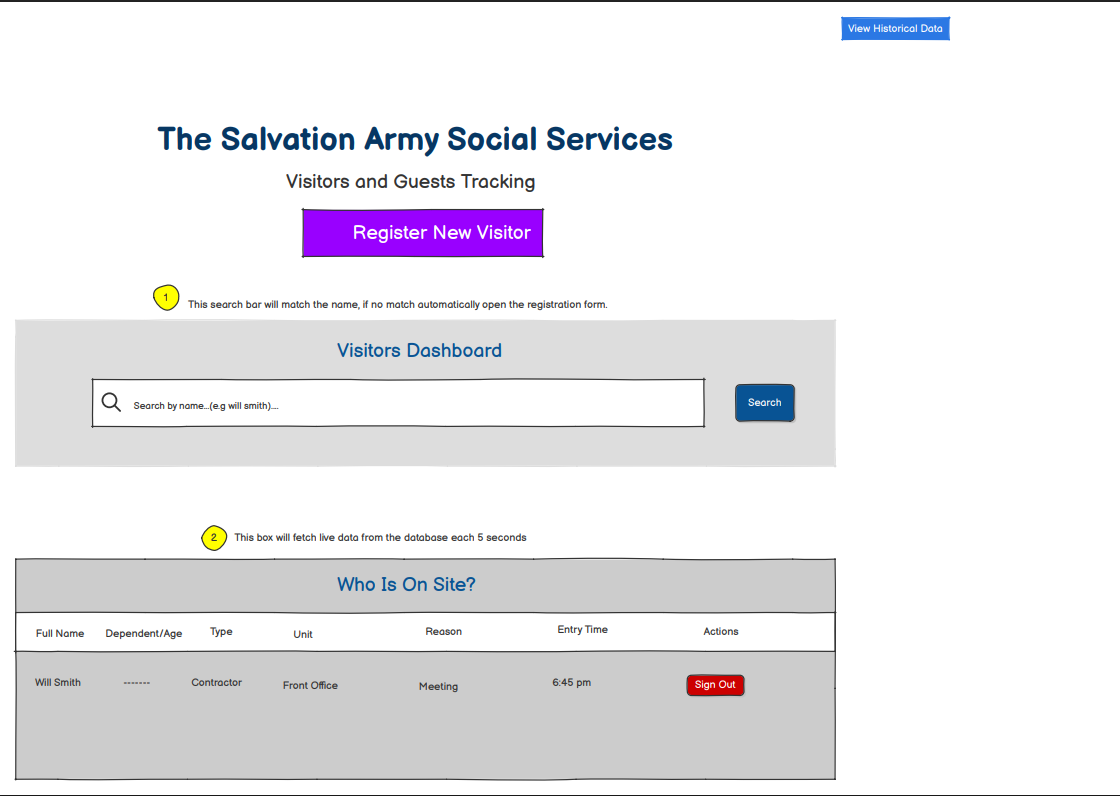 View Historical Data
The Salvation Army Social Services
Visitors and Guests Tracking
Register New Visitor
1 This search bar will match the name, if no match automatically open the registration form.
Visitors Dashboard
Search by name...(e.g will smith)....
Search
2 This box will fetch live data from the database each 5 seconds
Who Is On Site?
Full Name Dependent/Age Type Unit Reason Entry Time Actions
Will Smith ------- Contractor Front Office Meeting 6:45 pm Sign Out